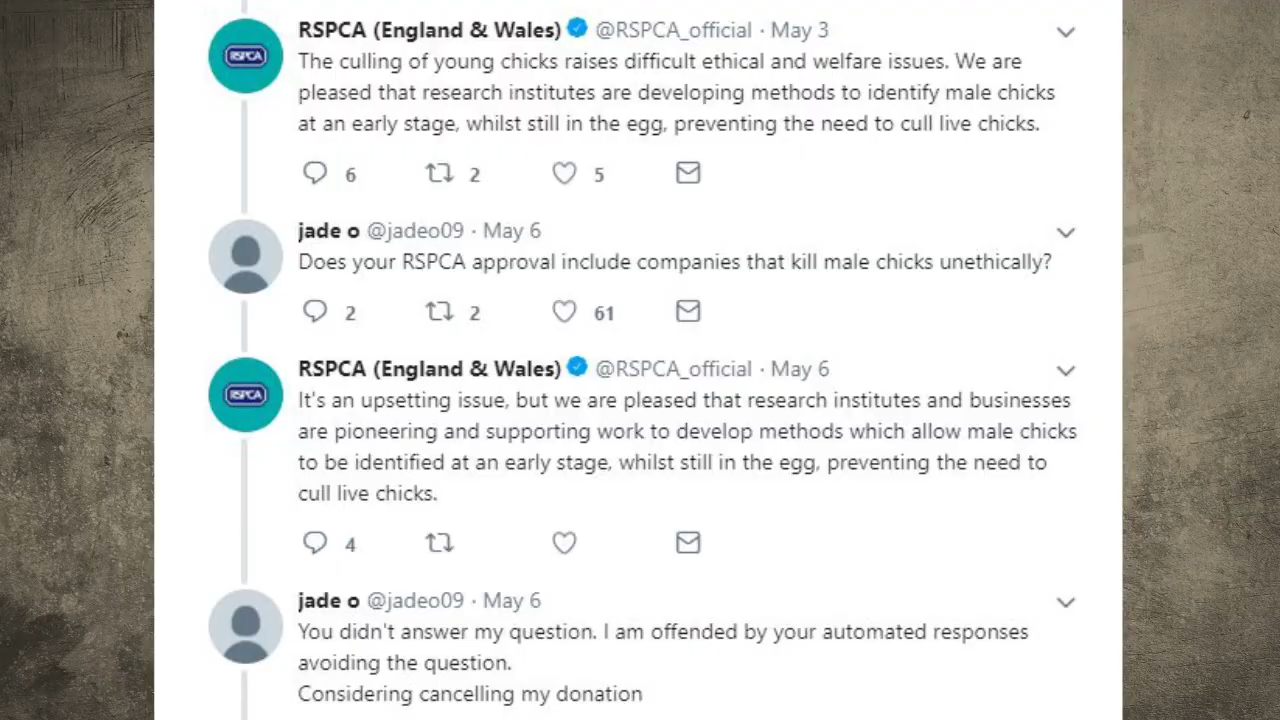 RSPCA (England & Wales) @RSPCA_official · May 3
RSPCA
The culling of young chicks raises difficult ethical and welfare issues. We are
pleased that research institutes are developing methods to identify male chicks
at an early stage, whilst still in the egg, preventing the need to cull live chicks.
6 2 5
jade o @jadeo09 · May 6
Does your RSPCA approval include companies that kill male chicks unethically?
2 2 61
RSPCA (England & Wales) @RSPCA_official · May 6
RSPCA
It's an upsetting issue, but we are pleased that research institutes and businesses
are pioneering and supporting work to develop methods which allow male chicks
to be identified at an early stage, whilst still in the egg, preventing the need to
cull live chicks.
4
jade o @jadeo09 · May 6
You didn't answer my question. I am offended by your automated responses
avoiding the question.
Considering cancelling my donation